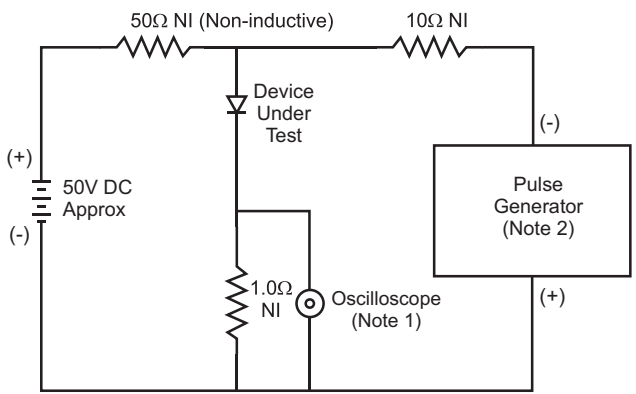 50Ω NI (Non-inductive)
10Ω NI
Device
Under
Test
(+)
50V DC
Approx
(-)
1.0Ω
NI
Oscilloscope
(Note 1)
(-)
Pulse
Generator
(Note 2)
(+)